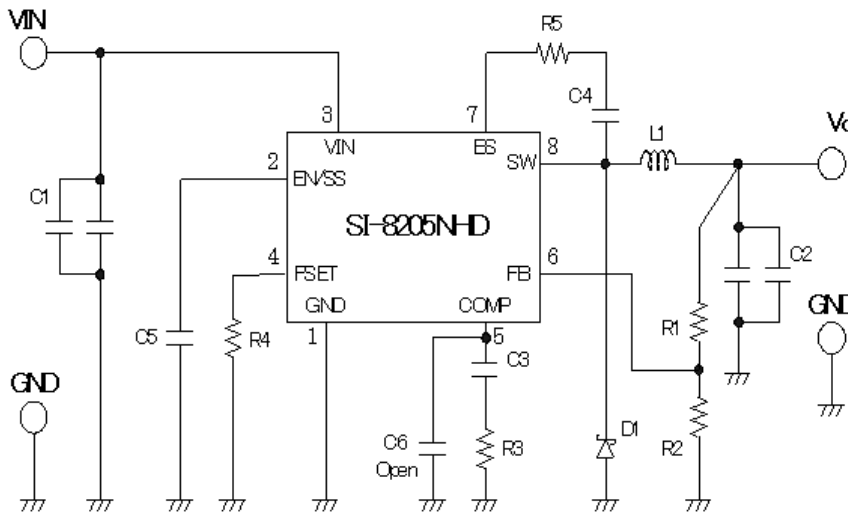 VIN
R5
C4
L1
Vo
3
7
8
VIN
BS
SW
2
EN/SS
C1
SI-8205NHD
C2
4
FSET
6
FB
GND
COMP
GND
R1
1
5
C5
R4
C3
GND
C6
Open
R3
D1
R2